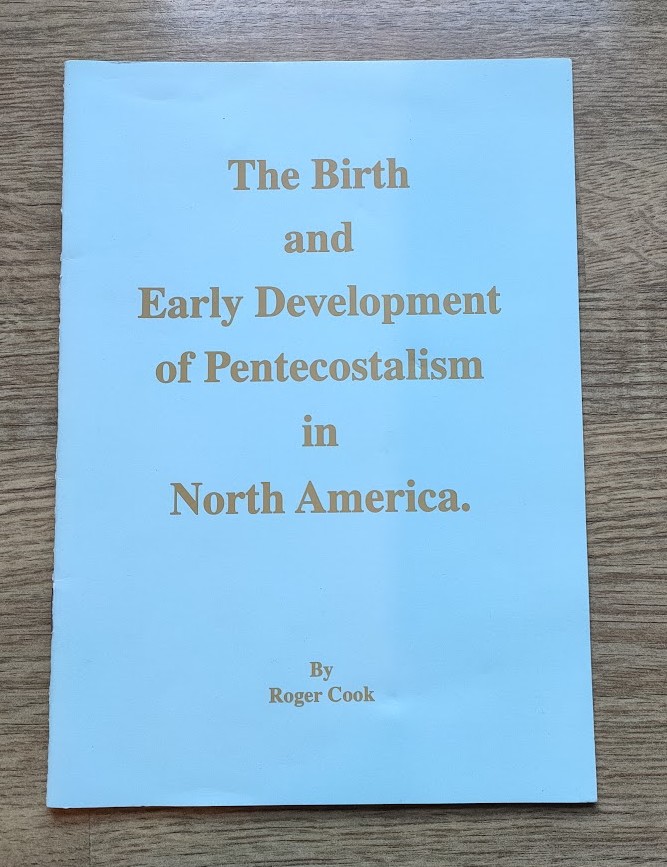 The Birth
and
Early Development
of Pentecostalism
in
North America.
By
Roger Cook